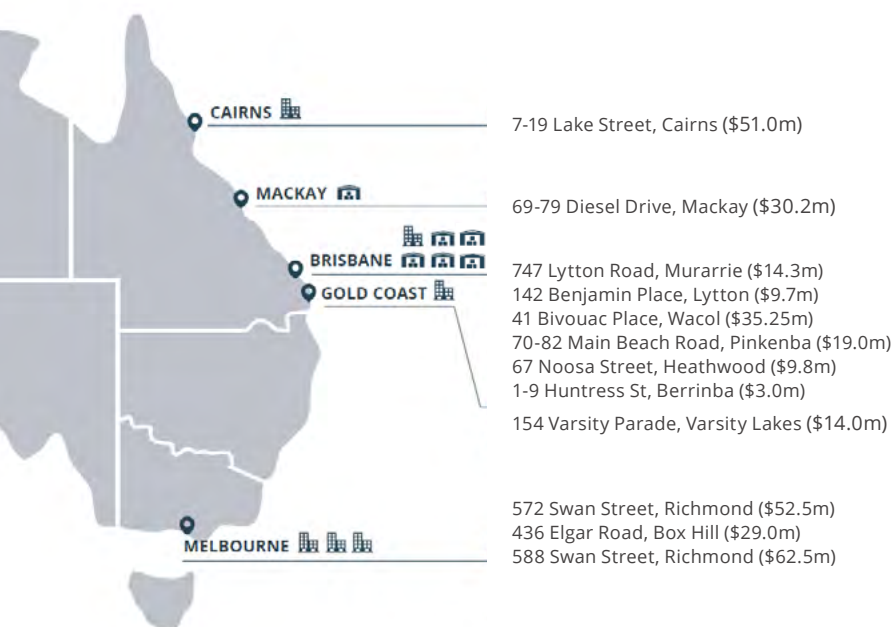 CAIRNS
7-19 Lake Street, Cairns ($51.0m)
MACKAY
69-79 Diesel Drive, Mackay ($30.2m)
BRISBANE
747 Lytton Road, Murarrie ($14.3m)
142 Benjamin Place, Lytton ($9.7m)
41 Bivouac Place, Wacol ($35.25m)
70-82 Main Beach Road, Pinkenba ($19.0m)
67 Noosa Street, Heathwood ($9.8m)
1-9 Huntress St, Berrinba ($3.0m)
GOLD COAST
154 Varsity Parade, Varsity Lakes ($14.0m)
MELBOURNE
572 Swan Street, Richmond ($52.5m)
436 Elgar Road, Box Hill ($29.0m)
588 Swan Street, Richmond ($62.5m)